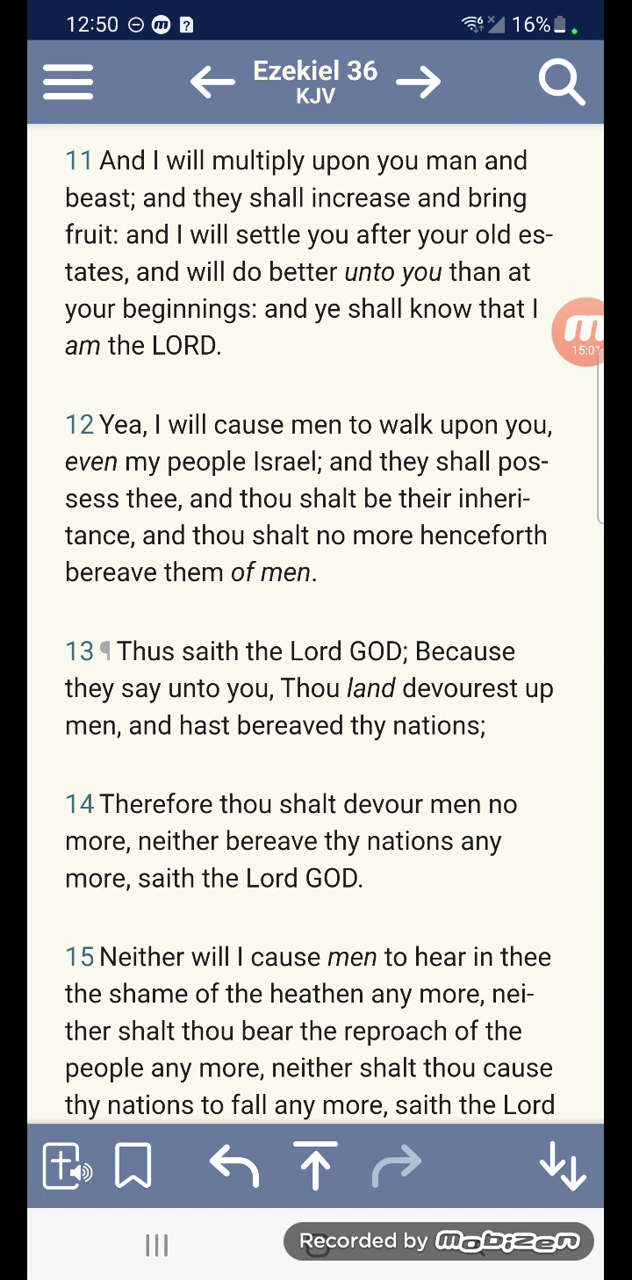 12:50 16%
Ezekiel 36
KJV
11 And I will multiply upon you man and
beast; and they shall increase and bring
fruit: and I will settle you after your old es-
tates, and will do better unto you than at
your beginnings: and ye shall know that I
am the LORD.
15:01
12 Yea, I will cause men to walk upon you,
even my people Israel; and they shall pos-
sess thee, and thou shalt be their inheri-
tance, and thou shalt no more henceforth
bereave them of men.
13 ¶ Thus saith the Lord GOD; Because
they say unto you, Thou land devourest up
men, and hast bereaved thy nations;
14 Therefore thou shalt devour men no
more, neither bereave thy nations any
more, saith the Lord GOD.
15 Neither will I cause men to hear in thee
the shame of the heathen any more, nei-
ther shalt thou bear the reproach of the
people any more, neither shalt thou cause
thy nations to fall any more, saith the Lord
Recorded by mobizen